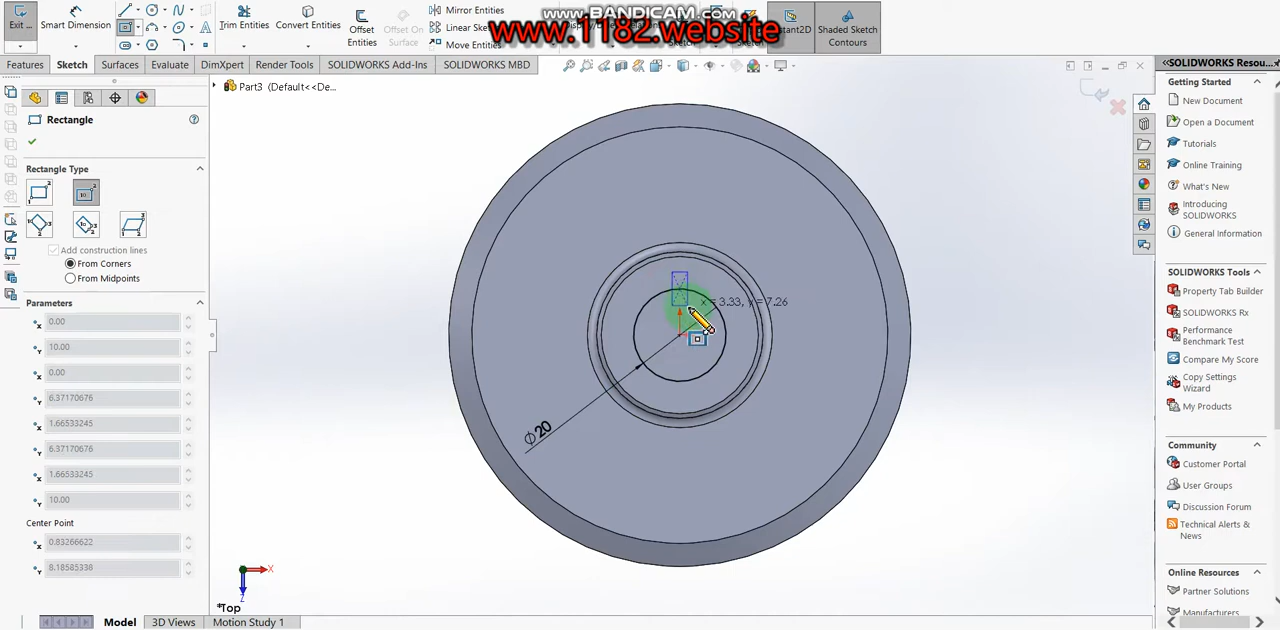 www.BANDICAM.com
www.1182.website
Exit ...
Smart Dimension
Trim Entities
Convert Entities
Offset
Entities
Offset On
Surface
Mirror Entities
Linear Sk
Move Entities
Instant2D
Shaded Sketch
Contours
Features
Sketch
Surfaces
Evaluate
DimXpert
Render Tools
SOLIDWORKS Add-Ins
SOLIDWORKS MBD
Part3 (Default<<De...
Rectangle
Rectangle Type
Add construction lines
From Corners
From Midpoints
Parameters
0.00
10.00
0.00
6.37170676
1.66533245
6.37170676
1.66533245
10.00
Center Point
0.83266622
8.18585338
x = 3.33, y = 7.26
∅20
X
Z
*Top
Model
3D Views
Motion Study 1
SOLIDWORKS Resou...
Getting Started
New Document
Open a Document
Tutorials
Online Training
What's New
Introducing
SOLIDWORKS
General Information
SOLIDWORKS Tools
Property Tab Builder
SOLIDWORKS Rx
Performance
Benchmark Test
Compare My Score
Copy Settings
Wizard
My Products
Community
Customer Portal
User Groups
Discussion Forum
Technical Alerts &
News
Online Resources
Partner Solutions
Manufacturers